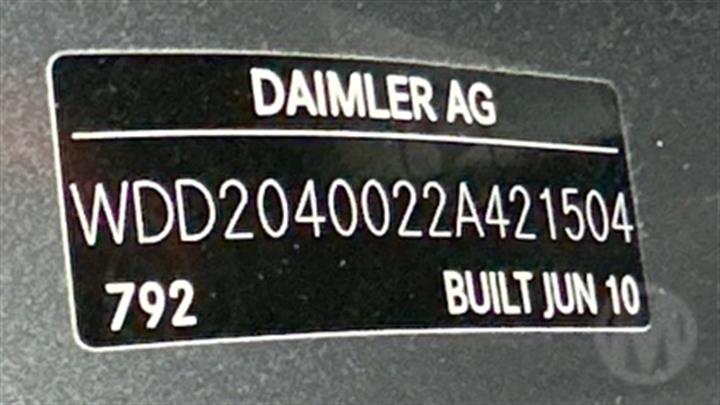 DAIMLER AG
WDD2040022A421504
792 BUILT JUN 10